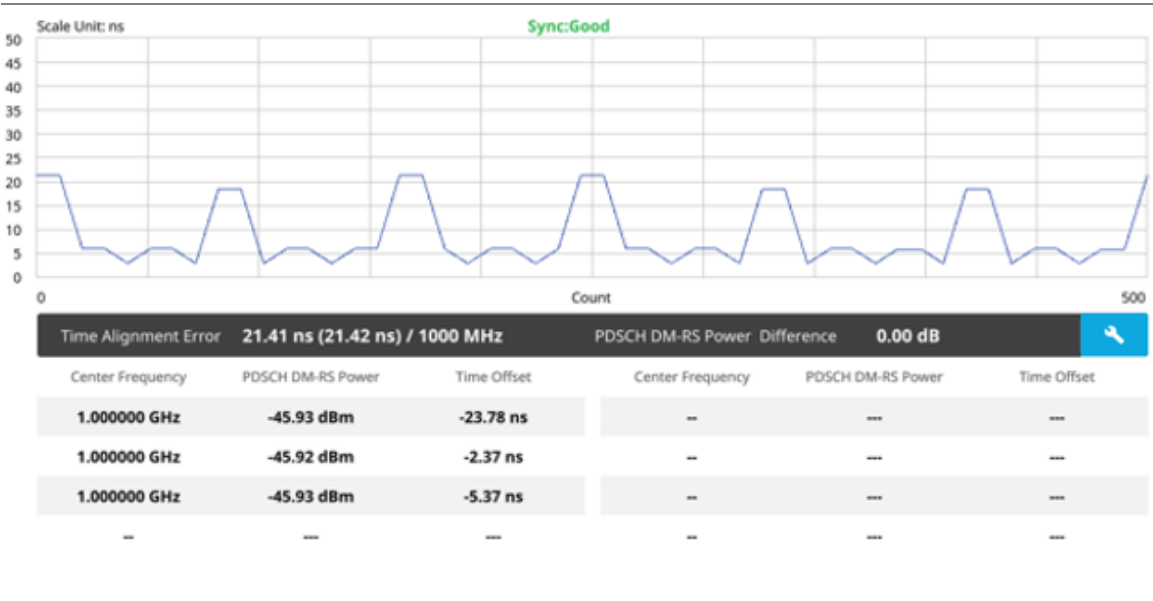 Scale Unit: ns Sync:Good
50
45
40
35
30
25
20
15
10
5
0
0 Count 500
Time Alignment Error 21.41 ns (21.42 ns) / 1000 MHz PDSCH DM-RS Power Difference 0.00 dB
Center Frequency PDSCH DM-RS Power Time Offset Center Frequency PDSCH DM-RS Power Time Offset
1.000000 GHz -45.93 dBm -23.78 ns -- --- ---
1.000000 GHz -45.92 dBm -2.37 ns -- --- ---
1.000000 GHz -45.93 dBm -5.37 ns -- --- ---
-- --- --- -- --- ---